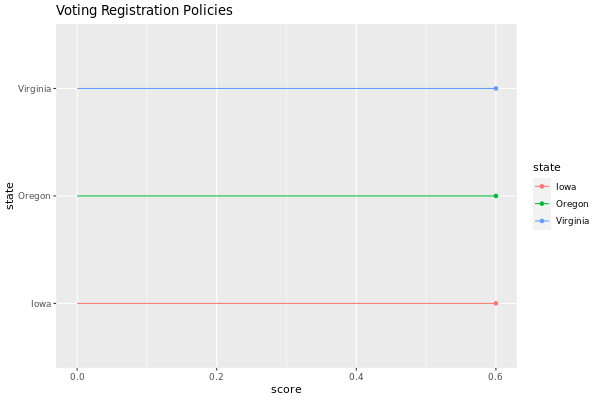 Voting Registration Policies
state
Virginia
Oregon
Iowa
0.0 0.2 0.4 0.6
score
state
Iowa
Oregon
Virginia